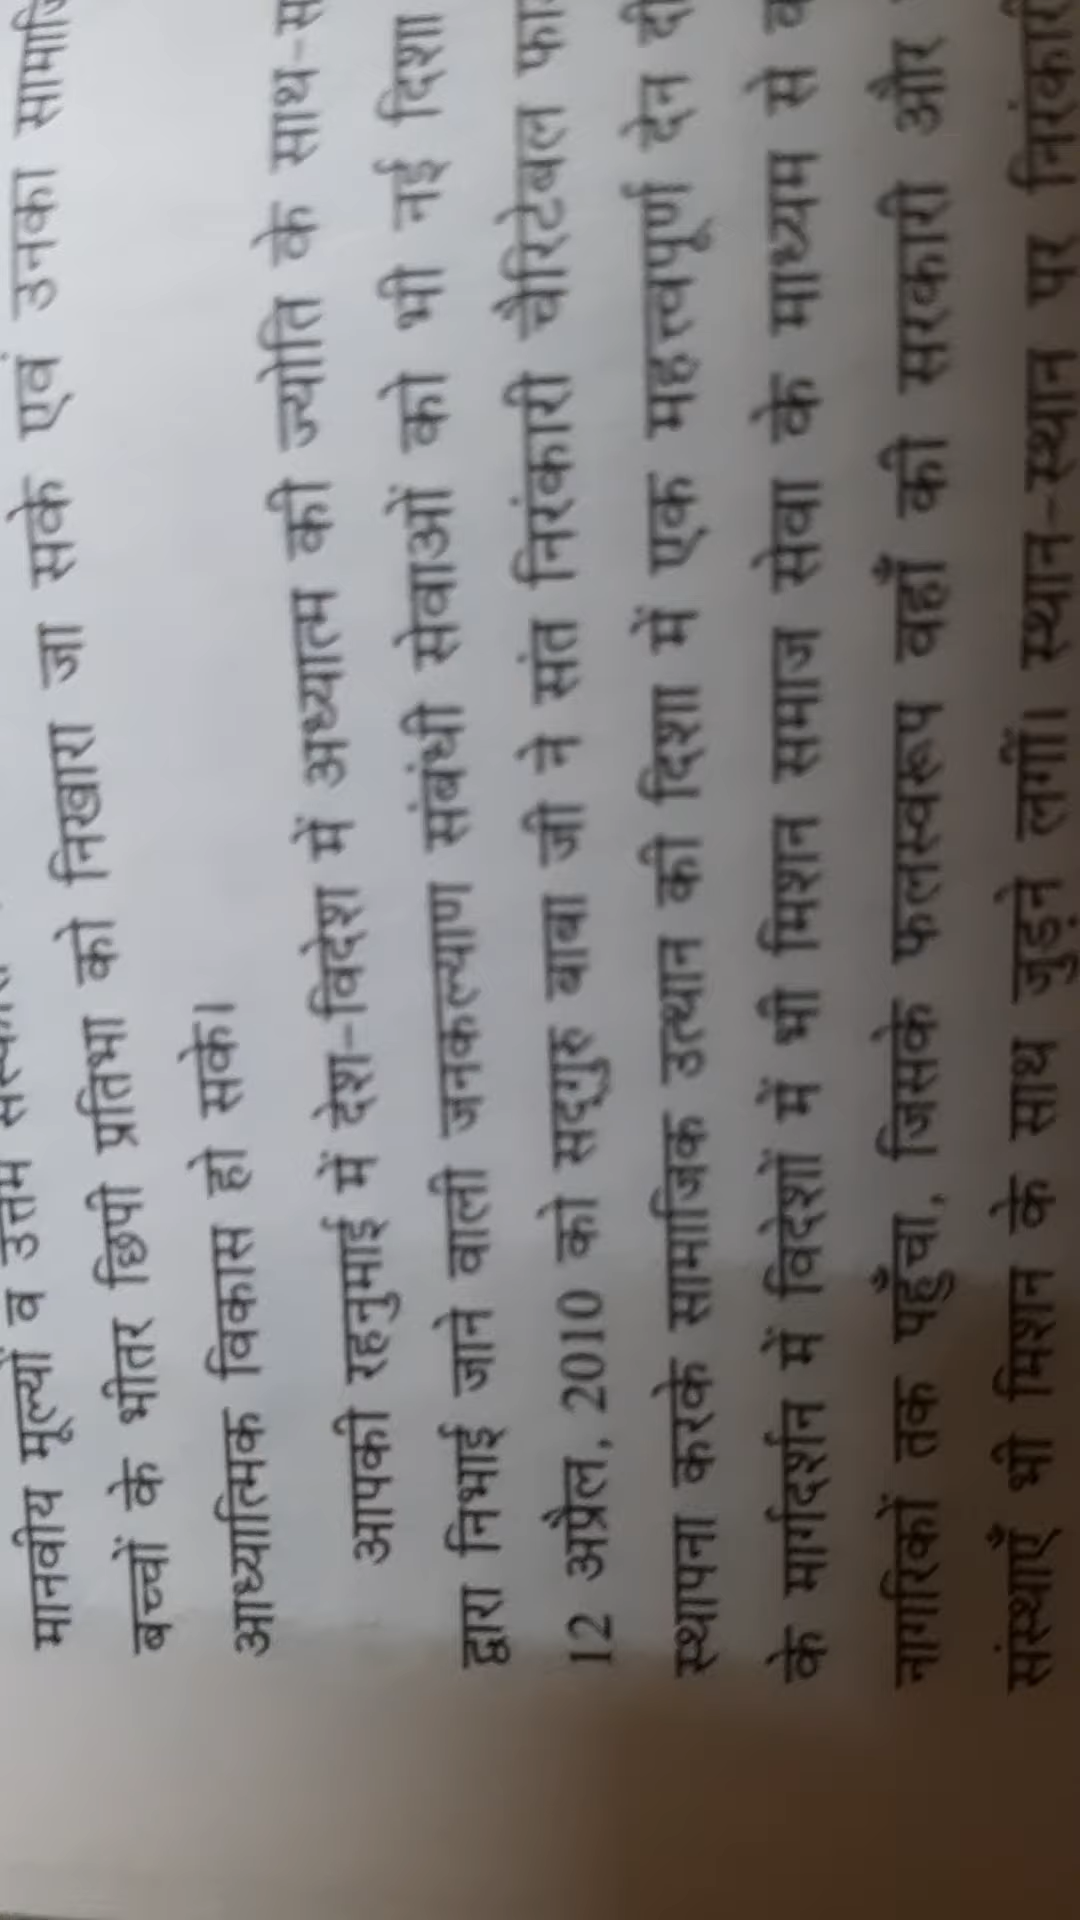 मानवीय मूल्यों व उत्तम
बच्चों के भीतर छिपी प्रतिभा को निखारा जा सके एवं उनका
आध्यात्मिक विकास हो सके।
आपकी रहनुमाई में देश-विदेश में अध्यात्म की ज्योति के
द्वारा निभाई जाने वाली जनकल्याण संबंधी सेवाओं को भी नई दिशा
12 अप्रैल, 2010 को सद्गुरु बाबा जी ने संत निरंकारी चैरिटेबल
स्थापना करके सामाजिक उत्थान की दिशा में एक महत्त्वपूर्ण देन दी
के मार्गदर्शन में विदेशों में भी मिशन समाज सेवा के माध्यम से
नागरिकों तक पहुँचा, जिसके फलस्वरूप वहाँ की सरकारी और
संस्थाएँ भी मिशन के साथ जुड़ने लगीं। स्थान-स्थान पर